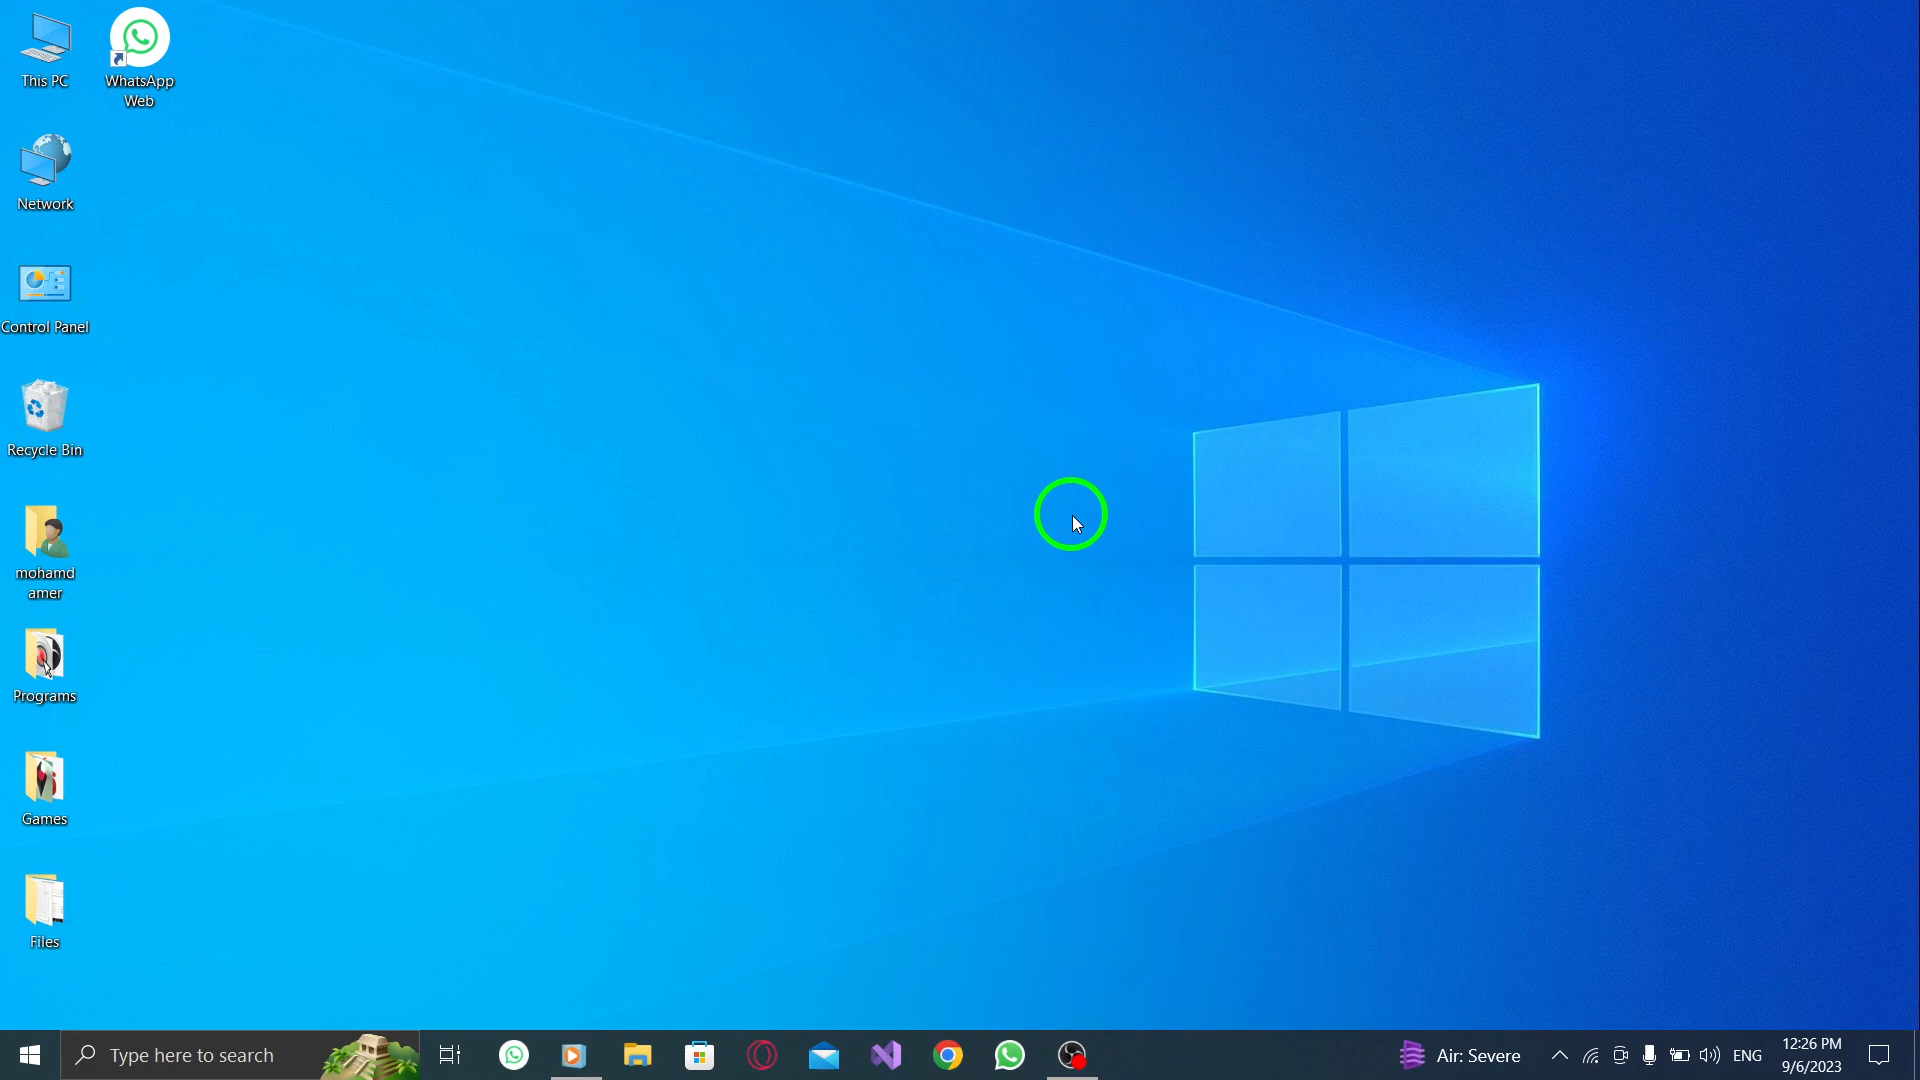 This PC
WhatsApp
Web
Network
Control Panel
Recycle Bin
mohamd
amer
Programs
Games
Files
Type here to search
Air: Severe
ENG
12:26 PM
9/6/2023